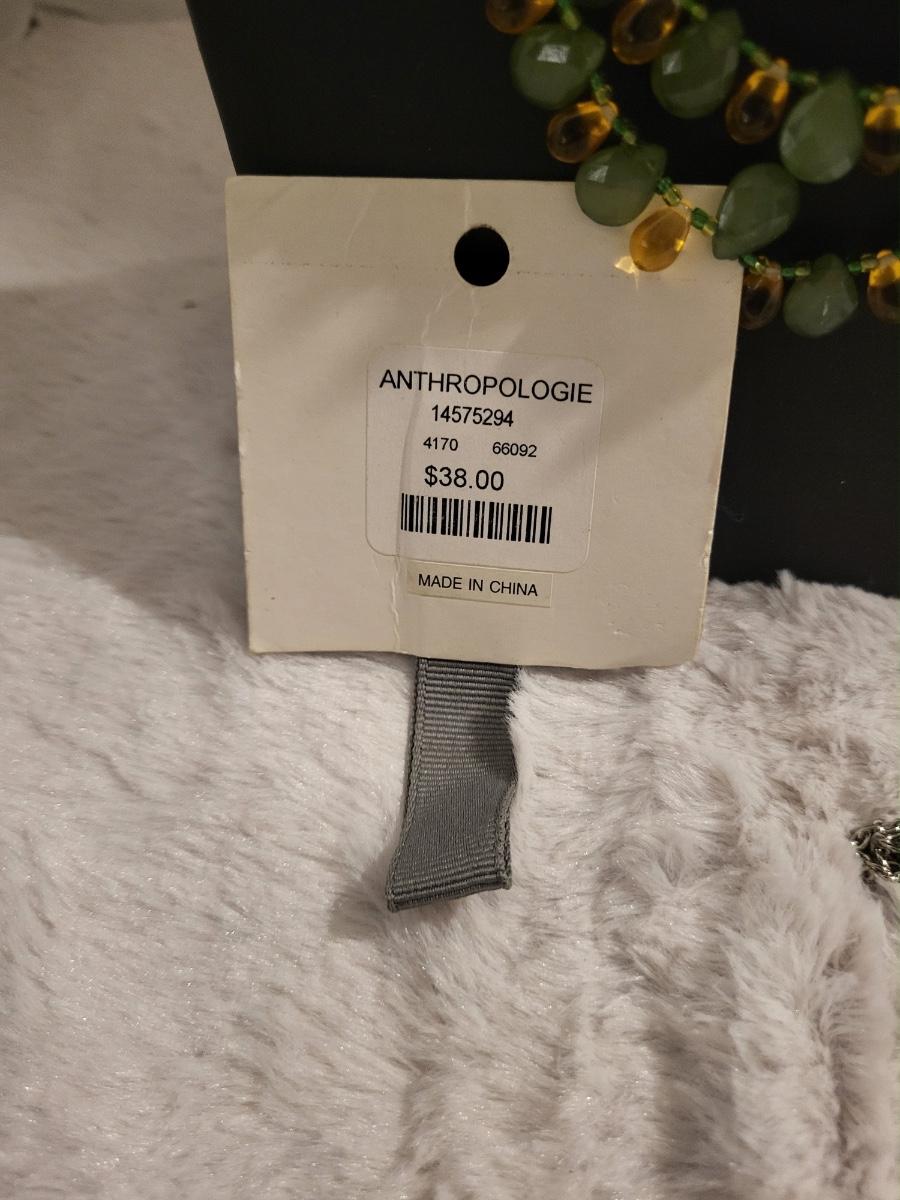 ANTHROPOLOGIE
14575294
4170 66092
$38.00
MADE IN CHINA